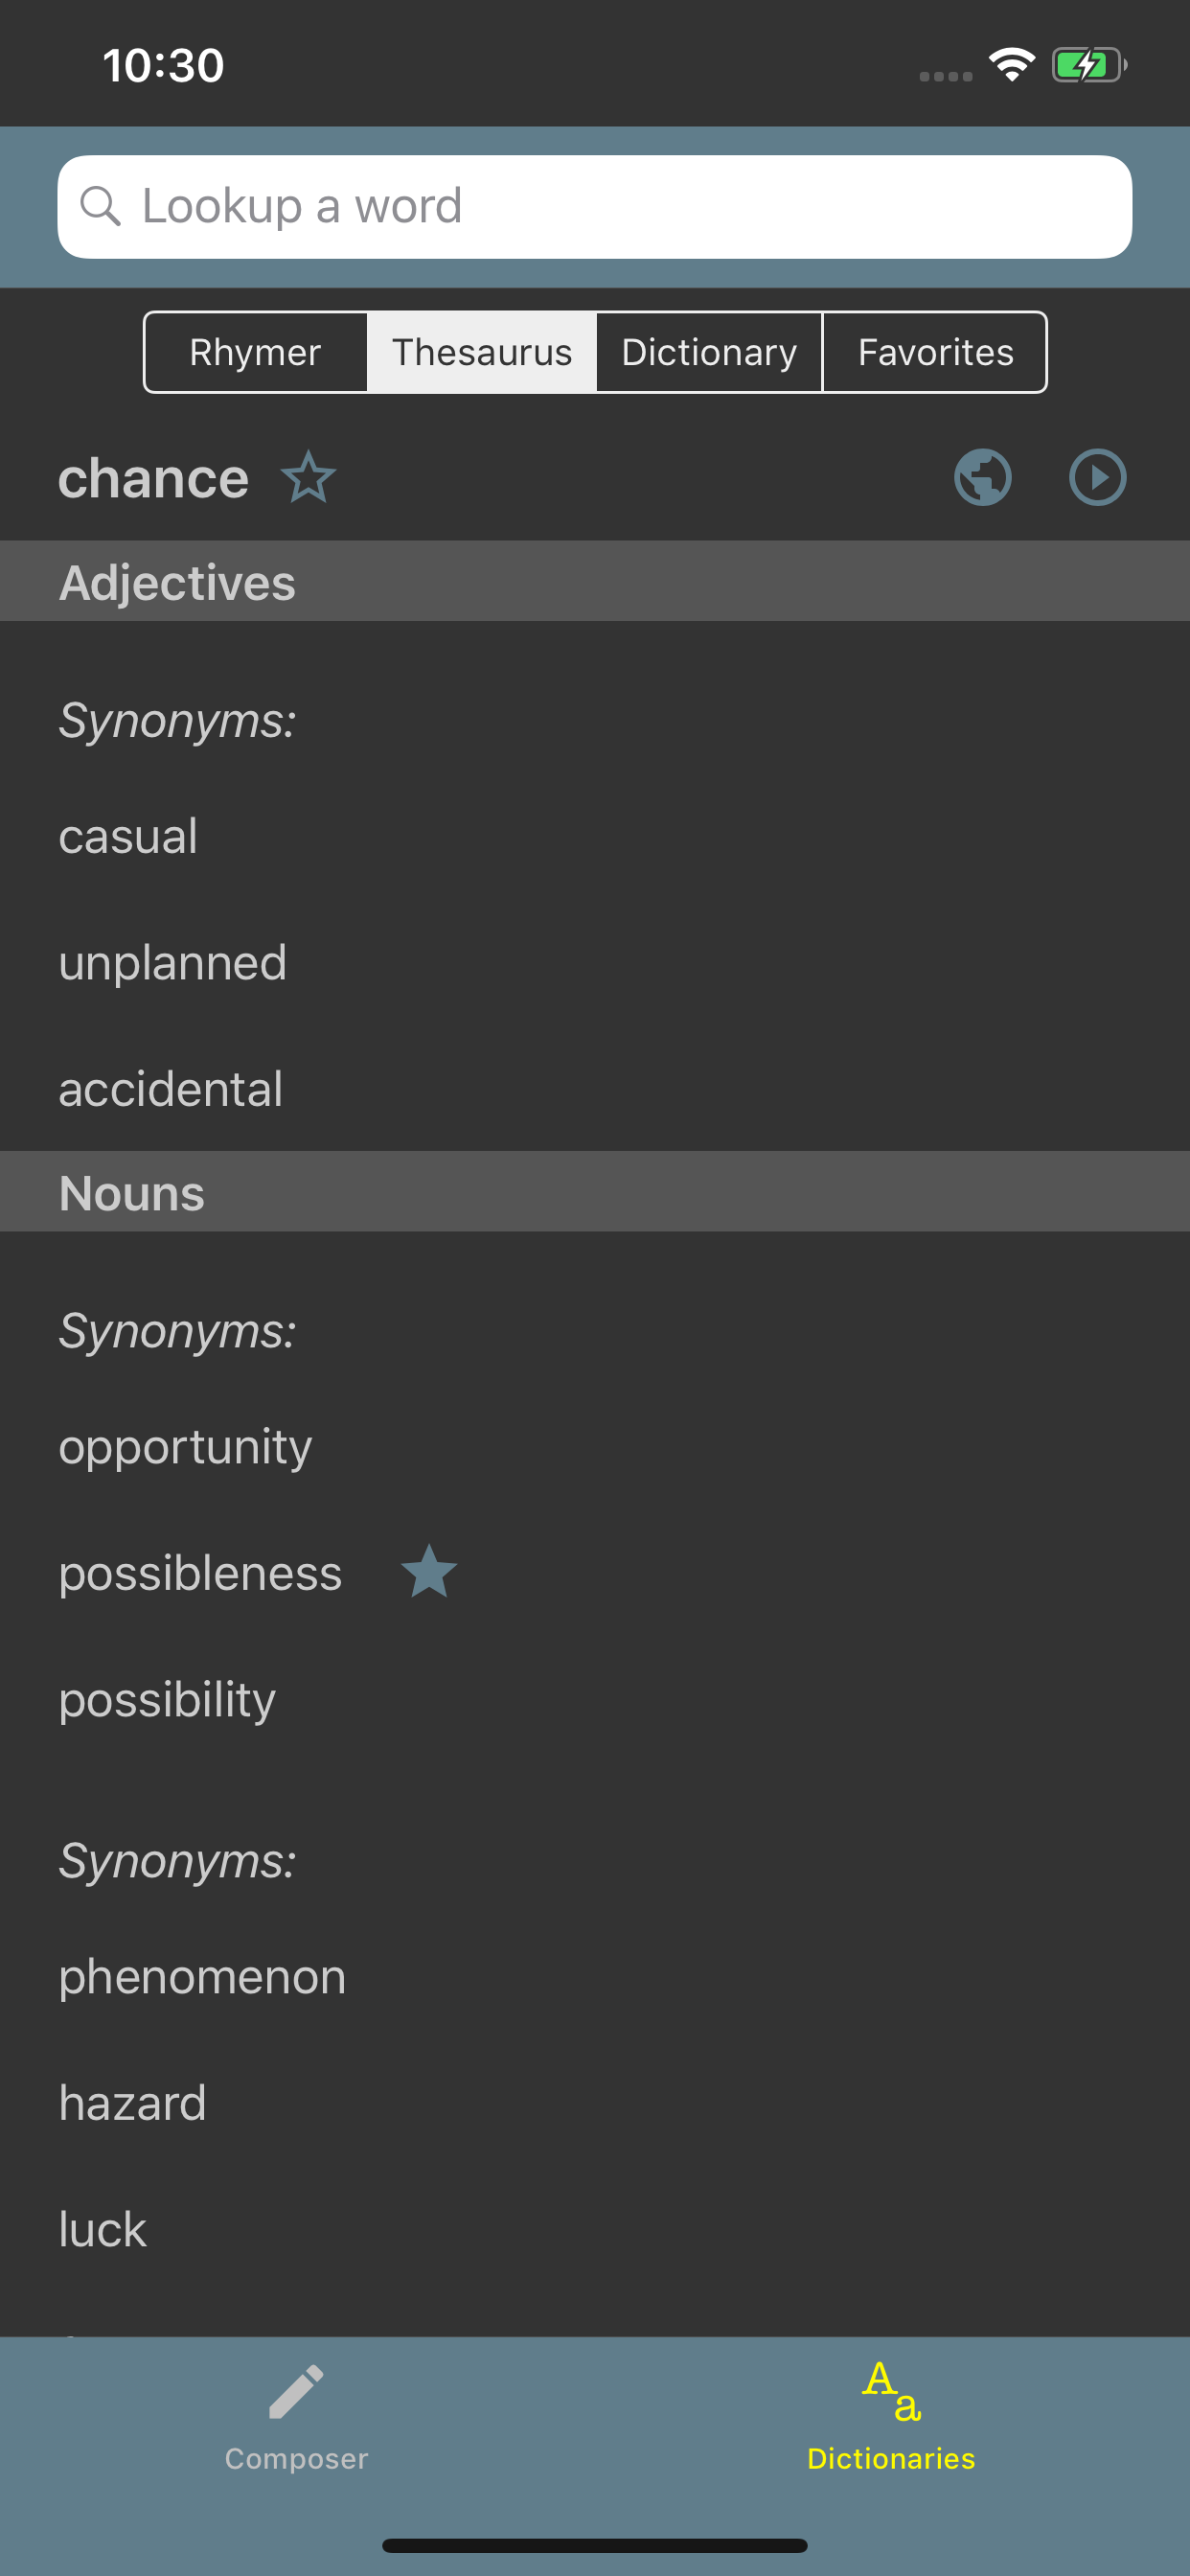 10:30
Lookup a word
Rhymer Thesaurus Dictionary Favorites
chance
Adjectives
Synonyms:
casual
unplanned
accidental
Nouns
Synonyms:
opportunity
possibleness
possibility
Synonyms:
phenomenon
hazard
luck
Composer Dictionaries